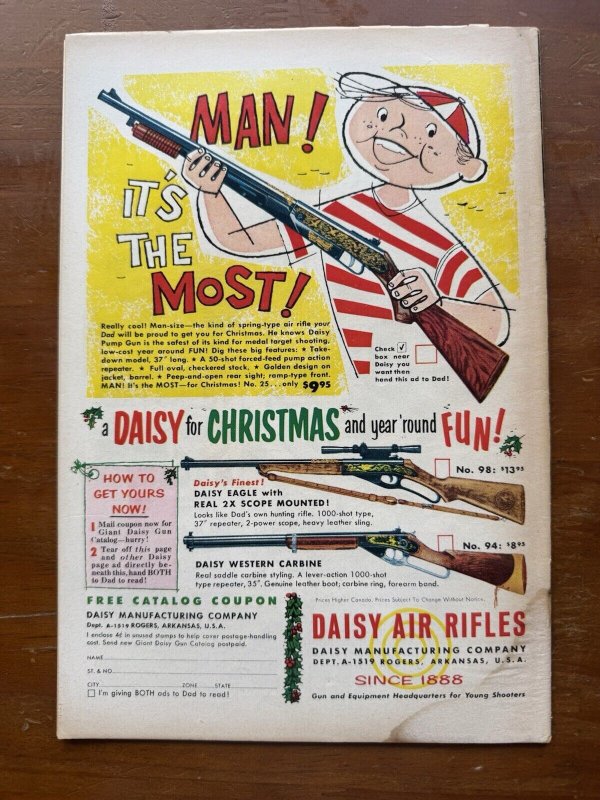 MAN!
IT'S
THE
MOST!
Really cool! Man-size—the kind of spring-type air rifle your
Dad will be proud to get you for Christmas. He knows Daisy
Pump Gun is the safest of its kind for medal target shooting,
low-cost year around FUN! Dig these big features: ★ Take-
down model, 37" long. ★ A 50-shot forced-feed pump action
repeater. ★ Full oval, checkered stock. ★ Golden design on
jacket, barrel. ★ Peep-and-open rear sight; ramp-type front.
MAN! It's the MOST—for Christmas! No. 25...only $9.95
Check ✓
box near
Daisy you
want then
hand this ad to Dad!
a DAISY for CHRISTMAS and year 'round FUN!
HOW TO
GET YOURS
NOW!
1 Mail coupon now for
Giant Daisy Gun
Catalog—hurry!
2 Tear off this page
and other Daisy
page ad directly be-
neath this, hand BOTH
to Dad to read!
Daisy's Finest!
DAISY EAGLE with
REAL 2X SCOPE MOUNTED!
Looks like Dad's own hunting rifle. 1000-shot type,
37" repeater, 2-power scope, heavy leather sling.
No. 98: $13.95
DAISY WESTERN CARBINE
Real saddle carbine styling. A lever-action 1000-shot
type repeater, 35". Genuine leather boot; carbine ring, forearm band.
No. 94: $8.95
FREE CATALOG COUPON
DAISY MANUFACTURING COMPANY
Dept. A-1519 ROGERS, ARKANSAS, U.S.A.
I enclose 4¢ in unused stamps to help cover postage-handling
cost. Send new Giant Daisy Gun Catalog postpaid.
NAME
ST. & NO.
CITY ZONE STATE
I'm giving BOTH ads to Dad to read!
Prices Higher Canada. Prices Subject To Change Without Notice.
DAISY AIR RIFLES
DAISY MANUFACTURING COMPANY
DEPT. A-1519 ROGERS, ARKANSAS, U.S.A.
SINCE 1888
Gun and Equipment Headquarters for Young Shooters